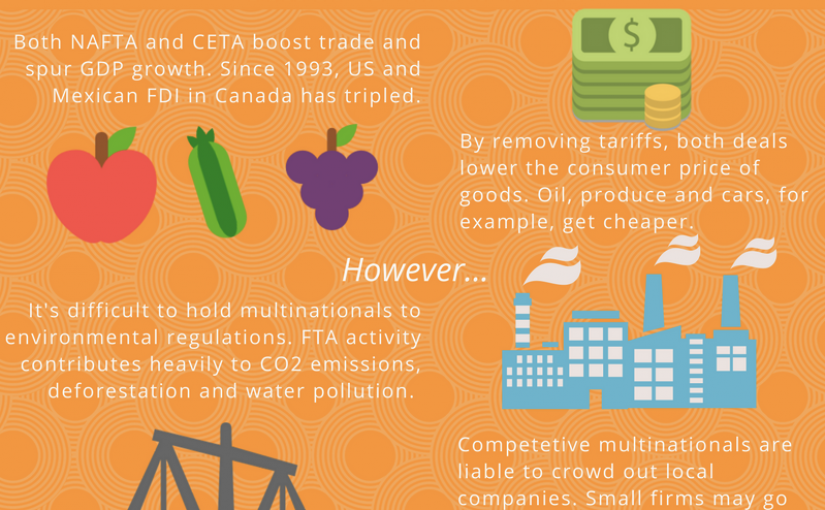 Both NAFTA and CETA boost trade and
spur GDP growth. Since 1993, US and
Mexican FDI in Canada has tripled.
$
By removing tariffs, both deals
lower the consumer price of
goods. Oil, produce and cars, for
example, get cheaper.
However...
It's difficult to hold multinationals to
environmental regulations. FTA activity
contributes heavily to CO2 emissions,
deforestation and water pollution.
Competetive multinationals are
liable to crowd out local
companies. Small firms may go